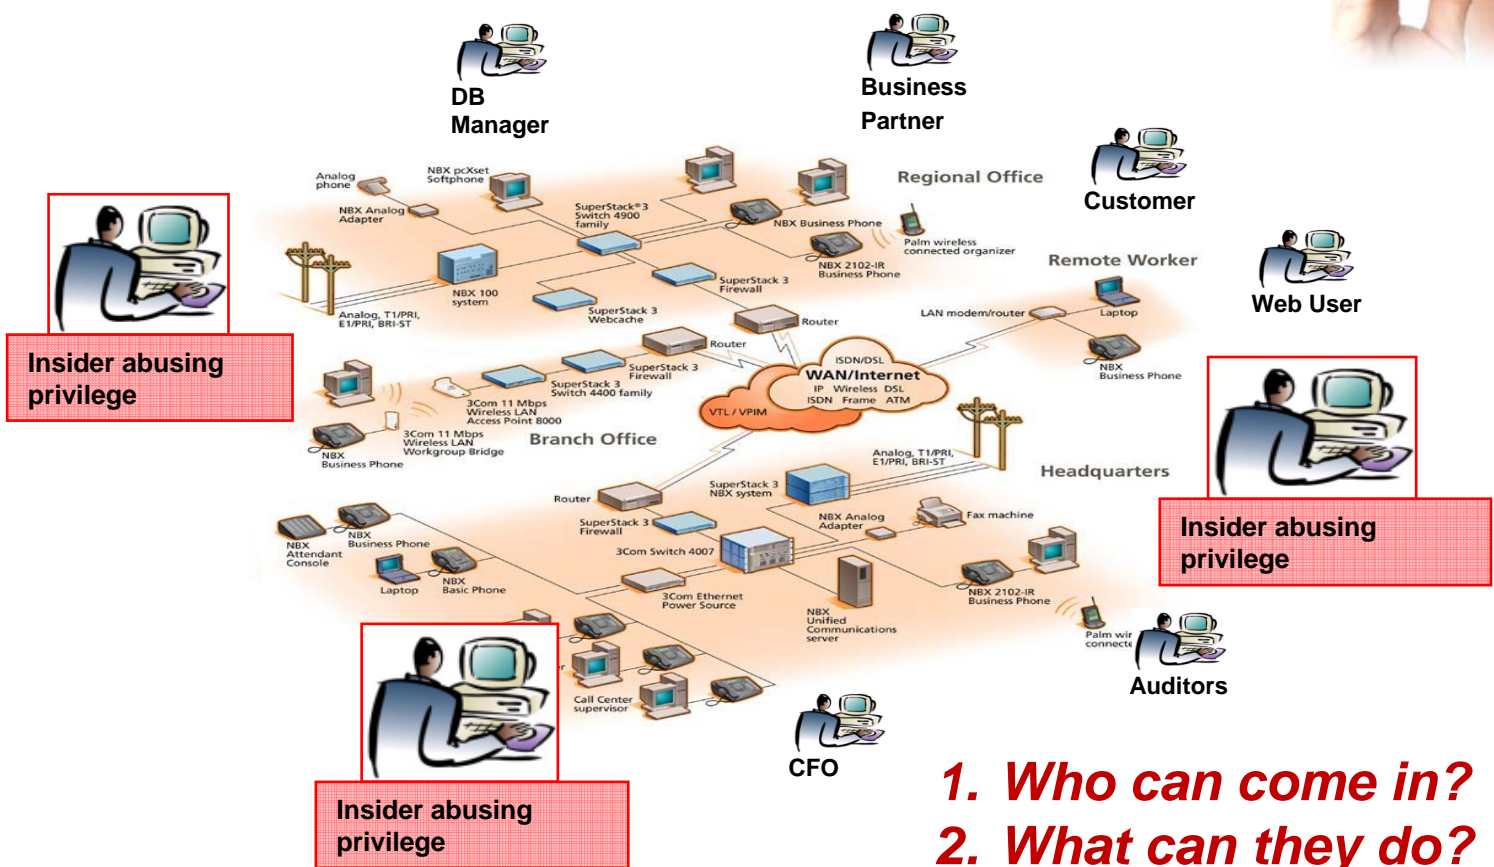 DB
Manager
Business
Partner
Customer
Web User
Insider abusing
privilege
Analog
phone
NBX pcXset
Softphone
NBX Analog
Adapter
SuperStack®3
Switch 4900
family
Regional Office
NBX Business Phone
Palm wireless
connected organizer
NBX 2102-IR
Business Phone
NBX 100
system
Analog, T1/PRI,
E1/PRI, BRI-ST
SuperStack 3
Webcache
SuperStack 3
Firewall
Router
Remote Worker
LAN modem/router
Laptop
NBX
Business Phone
Router
SuperStack 3
Firewall
SuperStack 3
Switch 4400 family
3Com 11 Mbps
Wireless LAN
Access Point 8000
3Com 11 Mbps
Wireless LAN
Workgroup Bridge
NBX
Business Phone
Branch Office
ISDN/DSL
WAN/Internet
IP Wireless DSL
ISDN Frame ATM
VTL / VPIM
Insider abusing
privilege
Analog, T1/PRI,
E1/PRI, BRI-ST
Headquarters
SuperStack 3
NBX system
Router
SuperStack 3
Firewall
NBX Analog
Adapter
Fax machine
3Com Switch 4007
NBX
Attendant
Console
NBX
Business Phone
Laptop
NBX
Basic Phone
3Com Ethernet
Power Source
NBX
Unified
Communications
server
NBX 2102-IR
Business Phone
Palm wir
connecte
er
Call Center
supervisor
Auditors
CFO
Insider abusing
privilege
1. Who can come in?
2. What can they do?